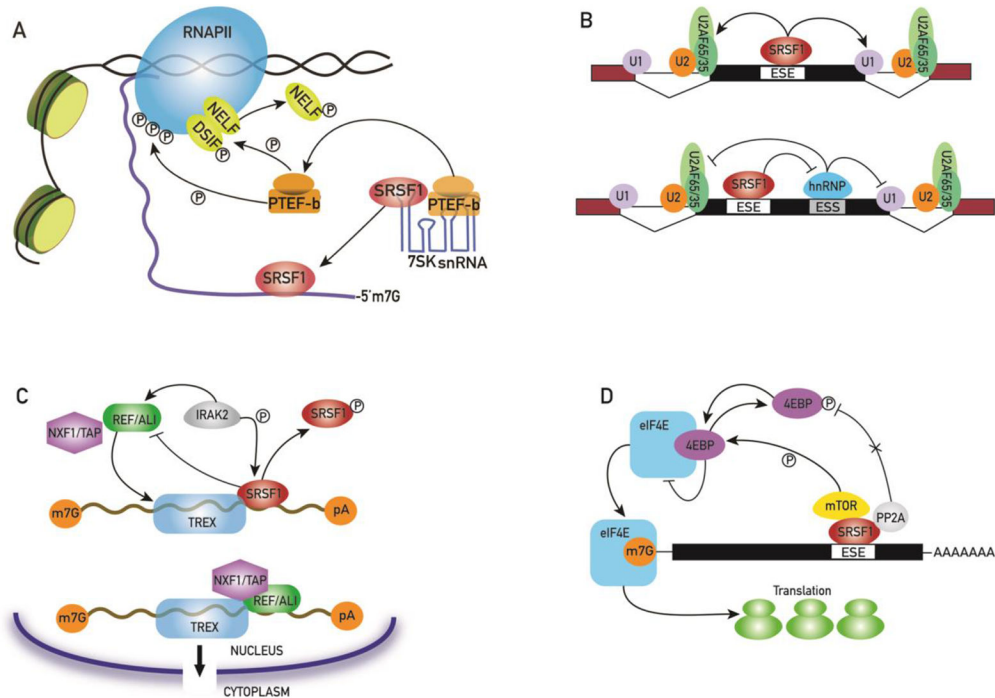 A
RNAPII
NELF
NELF
P
DSIF
P
P
P
P
P
P
PTEF-b
SRSF1
PTEF-b
7SK snRNA
SRSF1
-5'm7G
B
U2AF65/35
SRSF1
U2AF65/35
U1
U2
U1
U2
ESE
U2AF65/35
U2AF65/35
SRSF1
hnRNP
U1
U2
U1
U2
ESE
ESS
C
NXF1/TAP
REF/ALI
IRAK2
P
SRSF1
P
m7G
TREX
SRSF1
pA
NXF1/TAP
REF/ALI
m7G
TREX
pA
NUCLEUS
CYTOPLASM
D
4EBP
P
eIF4E
4EBP
P
mTOR
PP2A
SRSF1
eIF4E
m7G
ESE
AAAAAAA
Translation